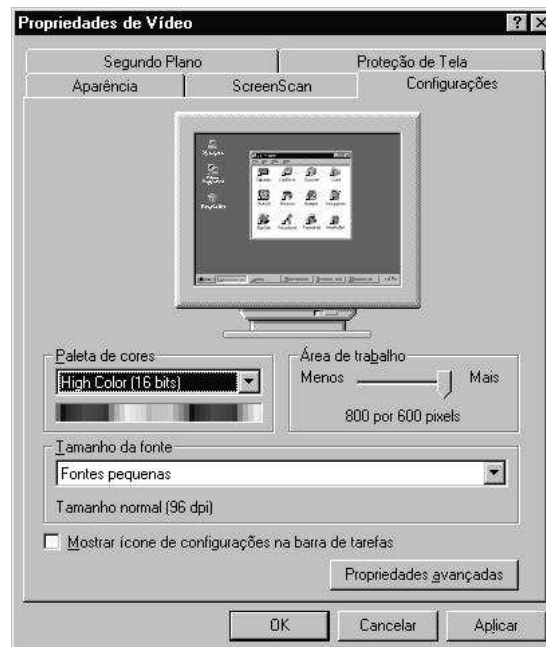 Propriedades de Vídeo
Segundo Plano
Proteção de Tela
Aparência
ScreenScan
Configurações
Paleta de cores
High Color (16 bits)
Área de trabalho
Menos
Mais
800 por 600 pixels
Tamanho da fonte
Fontes pequenas
Tamanho normal (96 dpi)
Mostrar ícone de configurações na barra de tarefas
Propriedades avançadas
OK
Cancelar
Aplicar